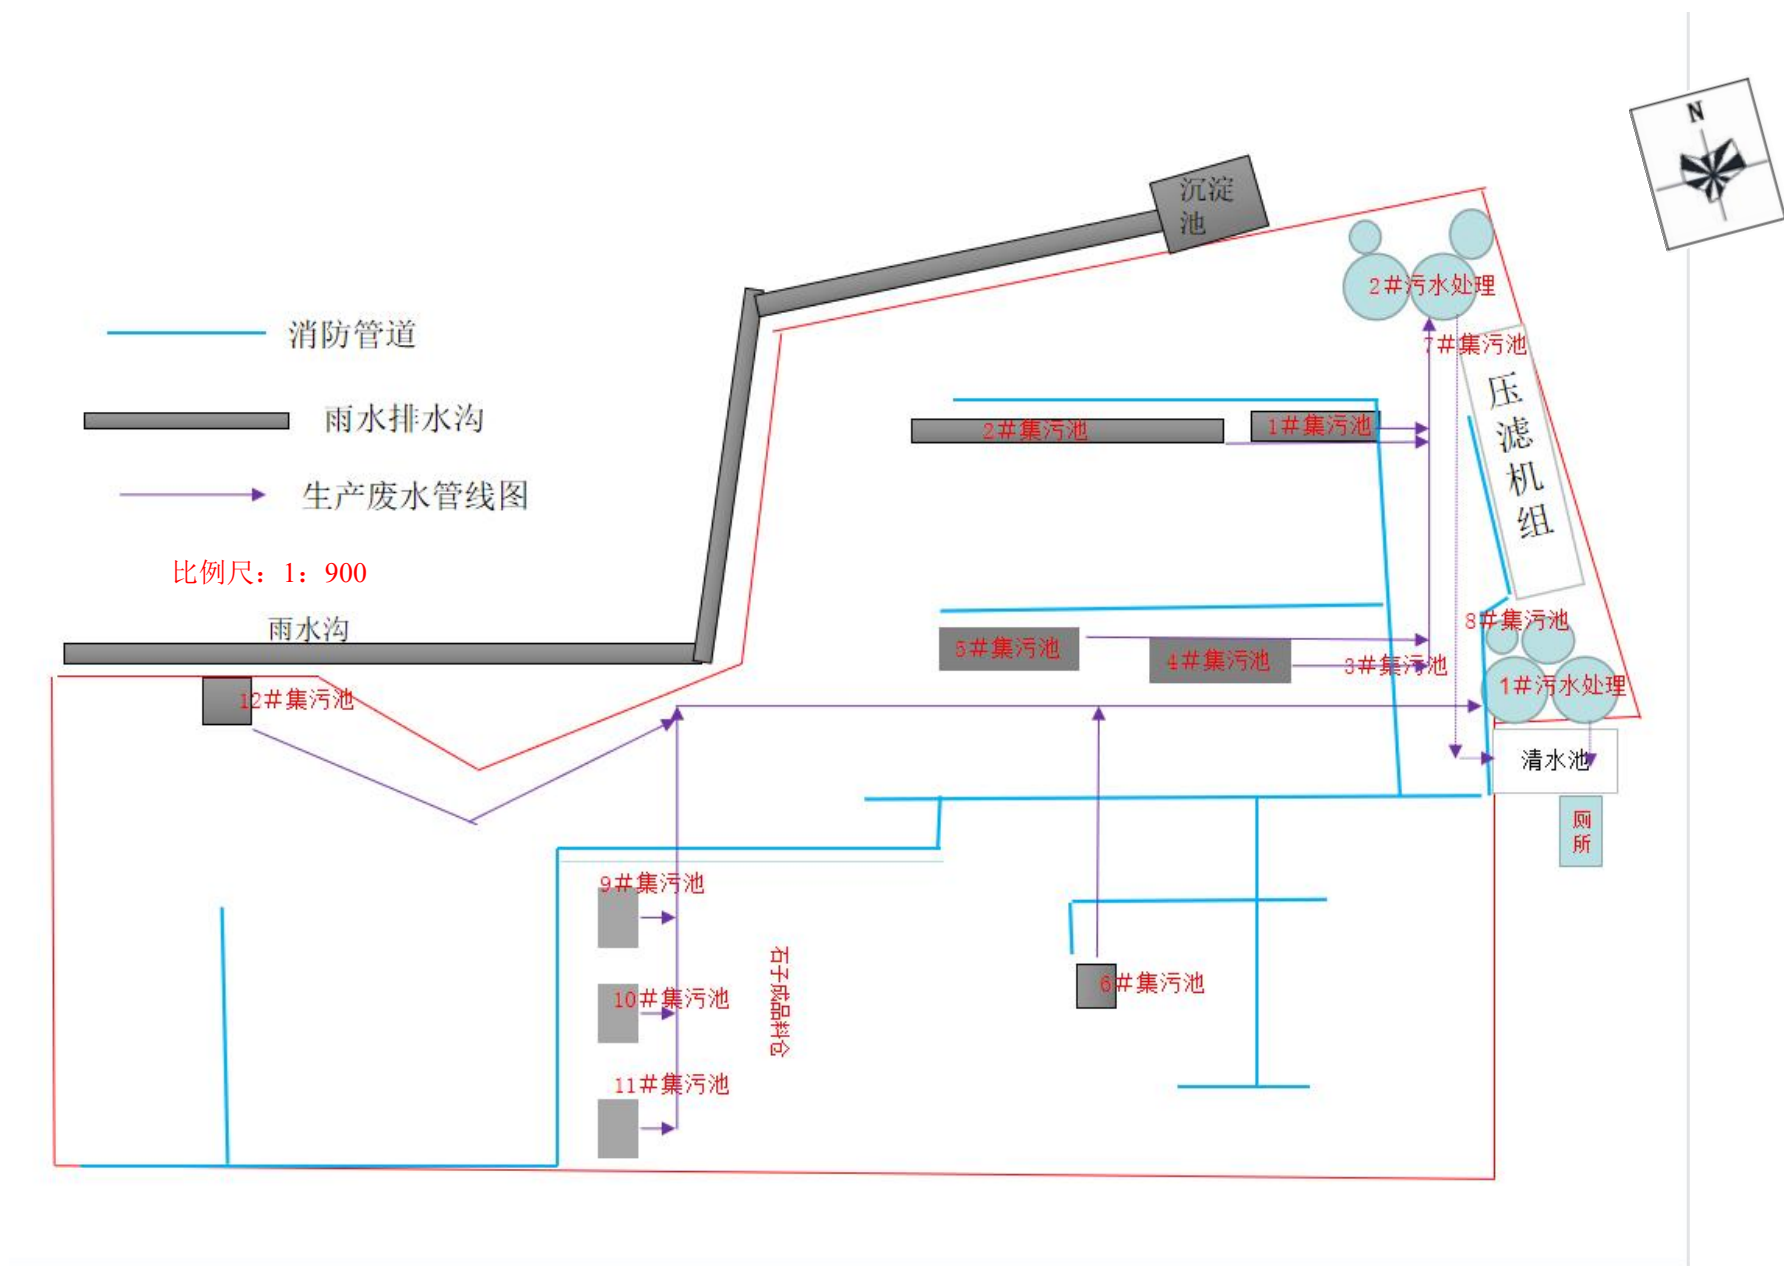 N
沉淀
池
2#污水处理
消防管道
7#集污池
压
滤
机
组
雨水排水沟
2#集污池
1#集污池
生产废水管线图
比例尺：1：900
雨水沟
8#集污池
5#集污池
4#集污池
3#集污池
12#集污池
1#污水处理
清水池
厕
所
9#集污池
石子成品料仓
10#集污池
6#集污池
11#集污池